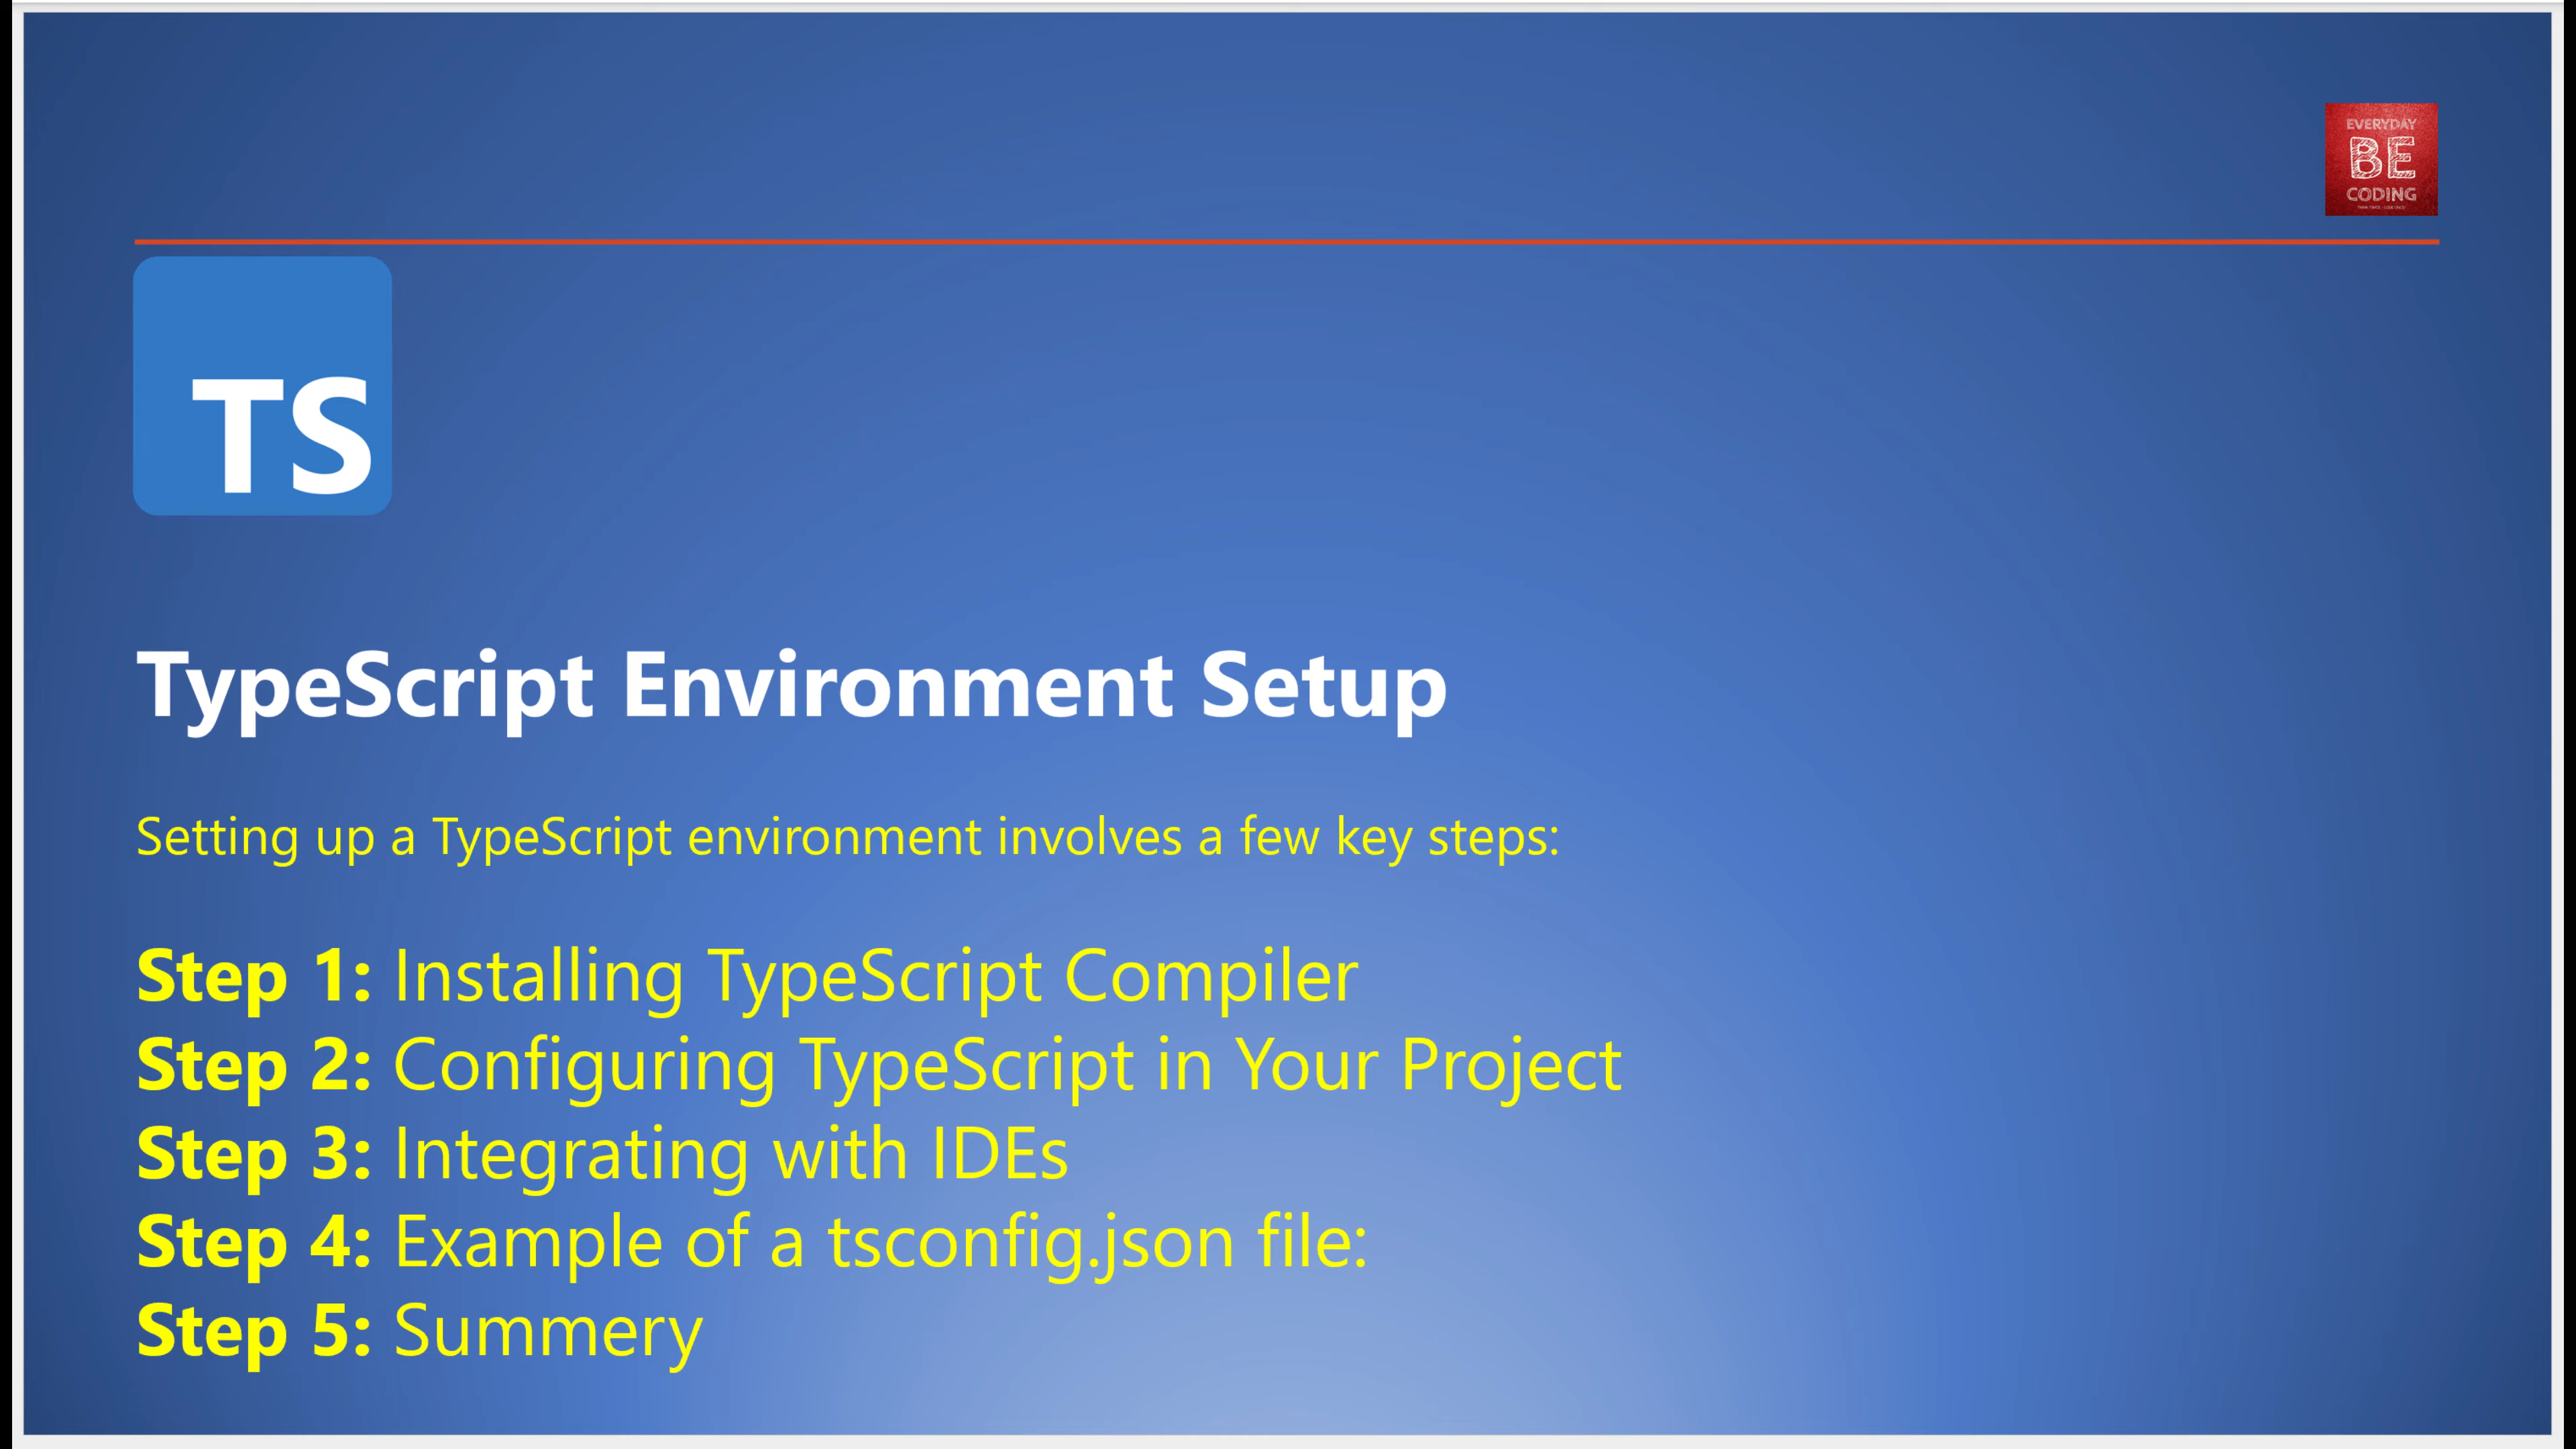 EVERYDAY
BE
CODING
TS
TypeScript Environment Setup
Setting up a TypeScript environment involves a few key steps:
Step 1: Installing TypeScript Compiler
Step 2: Configuring TypeScript in Your Project
Step 3: Integrating with IDEs
Step 4: Example of a tsconfig.json file:
Step 5: Summery